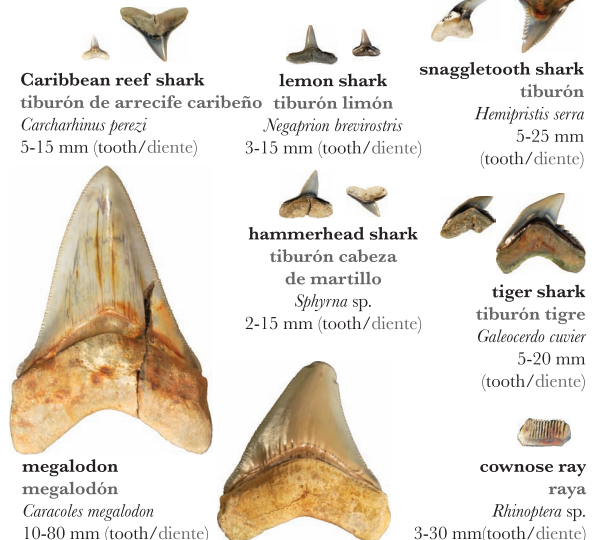 Caribbean reef shark
tiburón de arrecife caribeño
Carcharhinus perezi
5-15 mm (tooth/diente)
lemon shark
tiburón limón
Negaprion brevirostris
3-15 mm (tooth/diente)
snaggletooth shark
tiburón
Hemipristis serra
5-25 mm
(tooth/diente)
hammerhead shark
tiburón cabeza
de martillo
Sphyrna sp.
2-15 mm (tooth/diente)
tiger shark
tiburón tigre
Galeocerdo cuvier
5-20 mm
(tooth/diente)
megalodon
megalodón
Caracoles megalodon
10-80 mm (tooth/diente)
cownose ray
raya
Rhinoptera sp.
3-30 mm(tooth/diente)